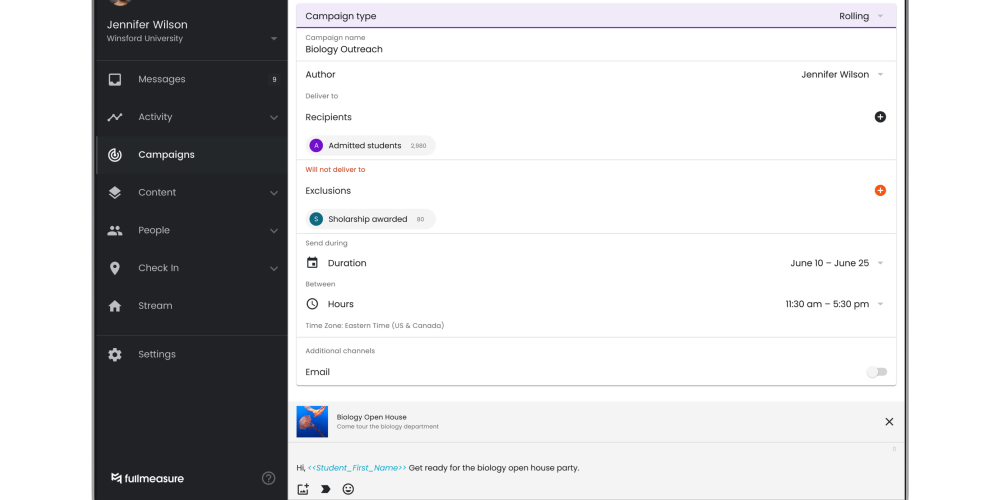 Jennifer Wilson
Winsford University
Messages 9
Activity
Campaigns
Content
People
Check In
Stream
Settings
fullmeasure
Campaign type Rolling
Campaign name
Biology Outreach
Author Jennifer Wilson
Deliver to
Recipients
A Admitted students 2,980
Will not deliver to
Exclusions
S Sholarship awarded 80
Send during
Duration June 10 – June 25
Between
Hours 11:30 am – 5:30 pm
Time Zone: Eastern Time (US & Canada)
Additional channels
Email
Biology Open House
Come tour the biology department
Hi, <<Student_First_Name>> Get ready for the biology open house party.